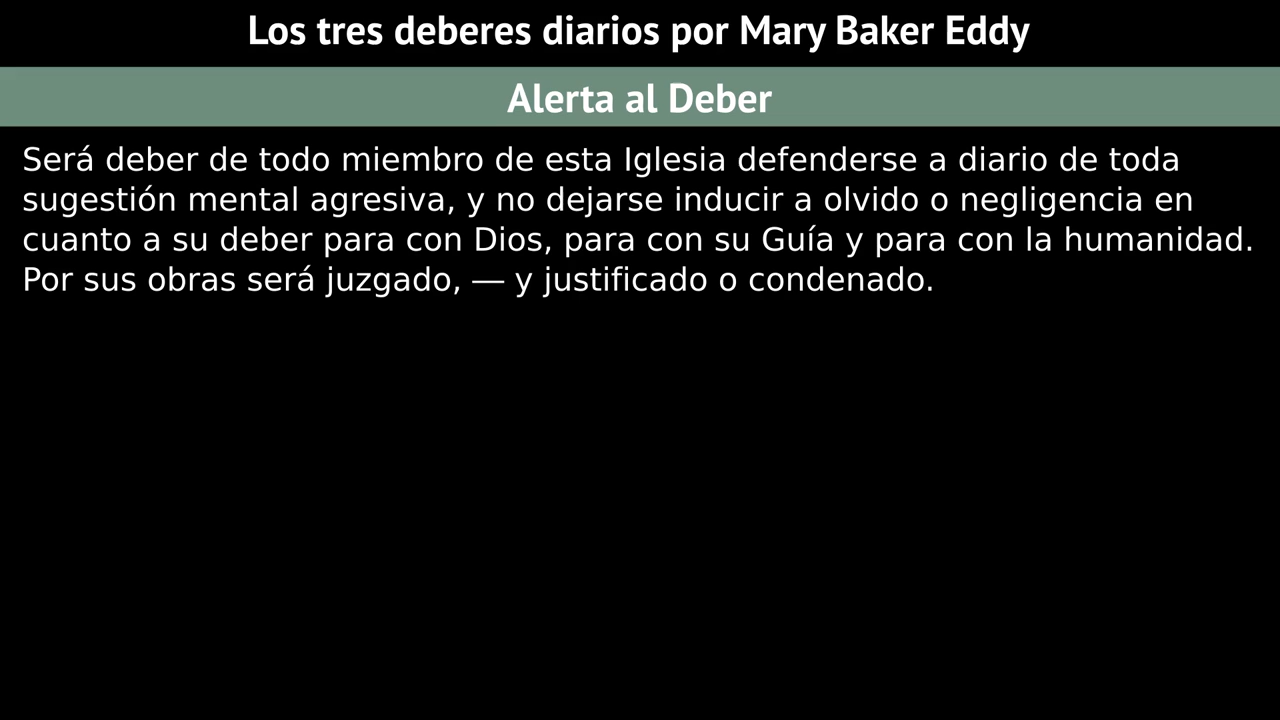 Los tres deberes diarios por Mary Baker Eddy
Alerta al Deber
Será deber de todo miembro de esta Iglesia defenderse a diario de toda
sugestión mental agresiva, y no dejarse inducir a olvido o negligencia en
cuanto a su deber para con Dios, para con su Guía y para con la humanidad.
Por sus obras será juzgado, — y justificado o condenado.